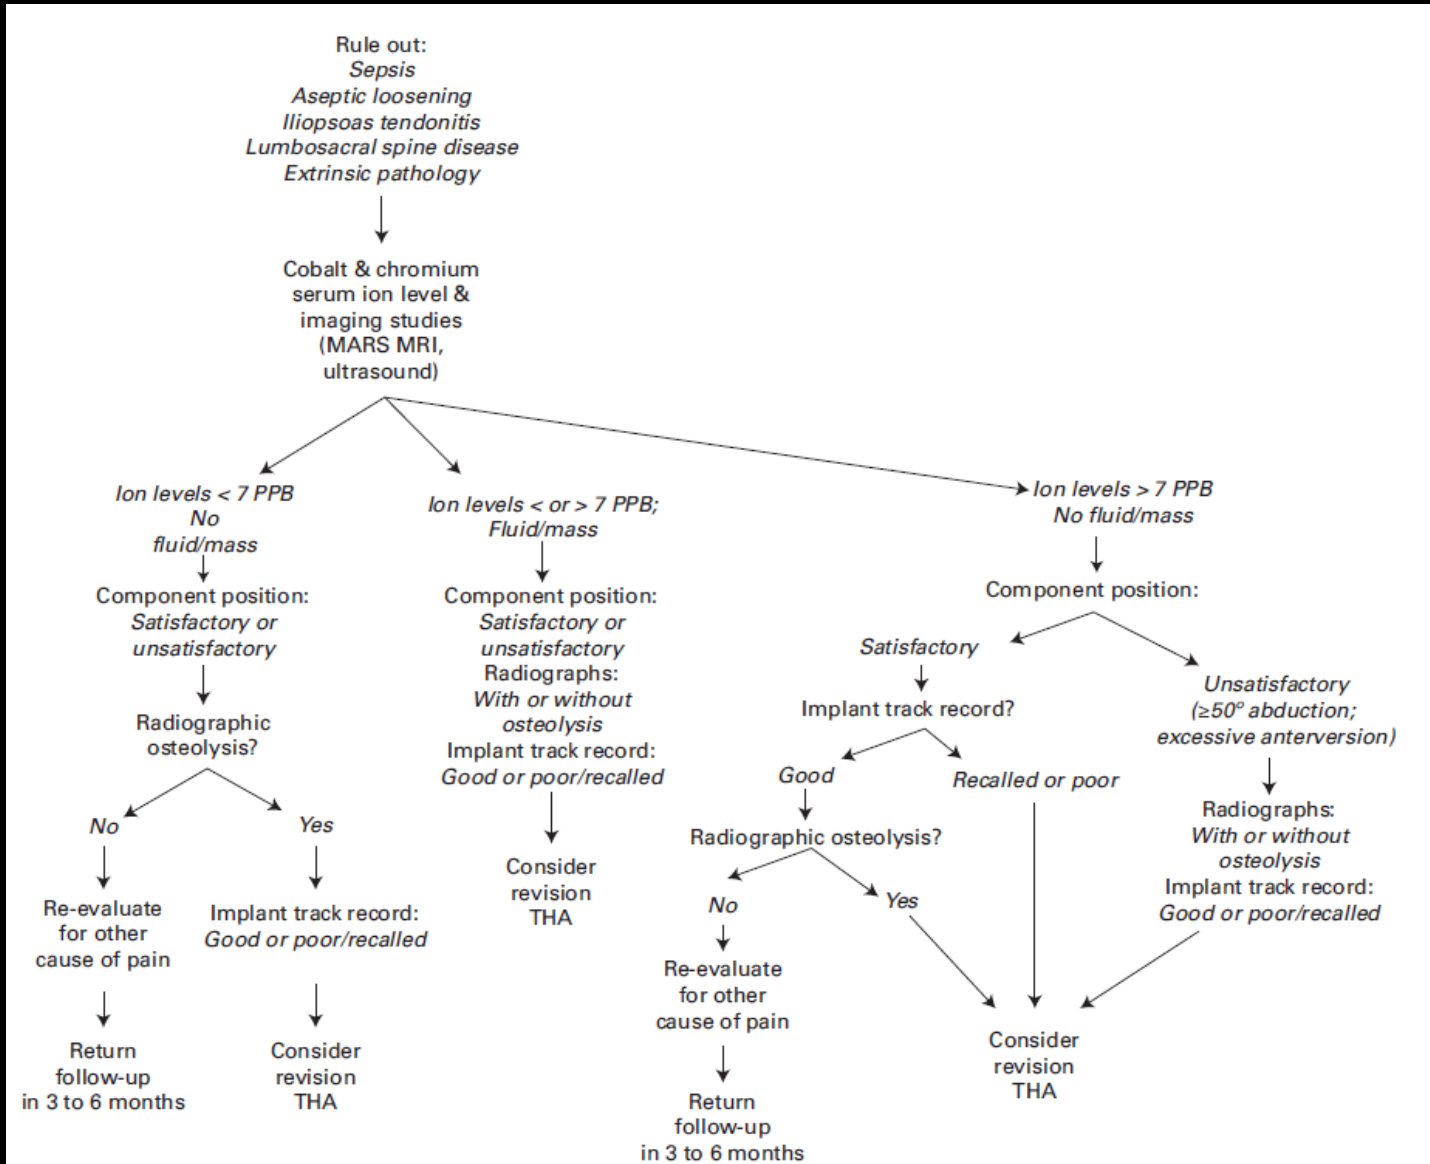 Rule out:
Sepsis
Aseptic loosening
Iliopsoas tendonitis
Lumbosacral spine disease
Extrinsic pathology
Cobalt & chromium
serum ion level &
imaging studies
(MARS MRI,
ultrasound)
Ion levels < 7 PPB
No
fluid/mass
Component position:
Satisfactory or
unsatisfactory
Radiographic
osteolysis?
No
Re-evaluate
for other
cause of pain
Return
follow-up
in 3 to 6 months
Yes
Implant track record:
Good or poor/recalled
Consider
revision
THA
Ion levels < or > 7 PPB;
Fluid/mass
Component position:
Satisfactory or
unsatisfactory
Radiographs:
With or without
osteolysis
Implant track record:
Good or poor/recalled
Consider
revision
THA
Ion levels > 7 PPB
No fluid/mass
Component position:
Satisfactory
Implant track record?
Good
Radiographic osteolysis?
No
Re-evaluate
for other
cause of pain
Return
follow-up
in 3 to 6 months
Yes
Recalled or poor
Unsatisfactory
(≥50º abduction;
excessive anterversion)
Radiographs:
With or without
osteolysis
Implant track record:
Good or poor/recalled
Consider
revision
THA